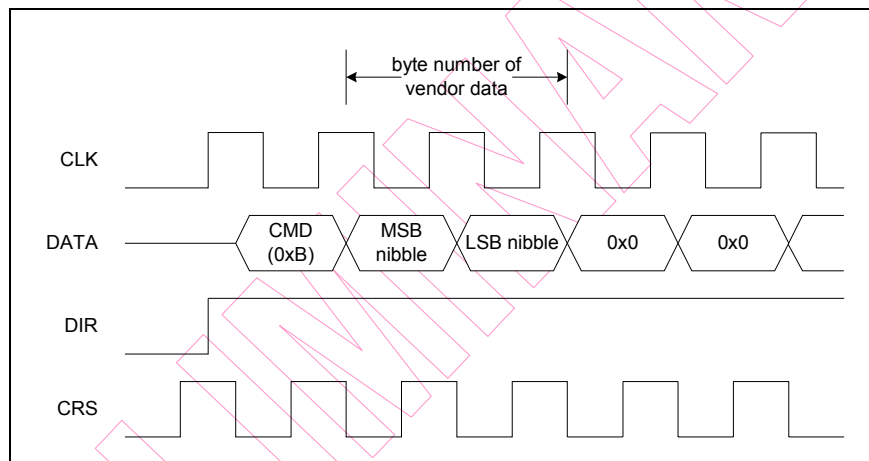 byte number of
vendor data
CLK
DATA
CMD
(0xB)
MSB
nibble
LSB nibble
0x0
0x0
DIR
CRS